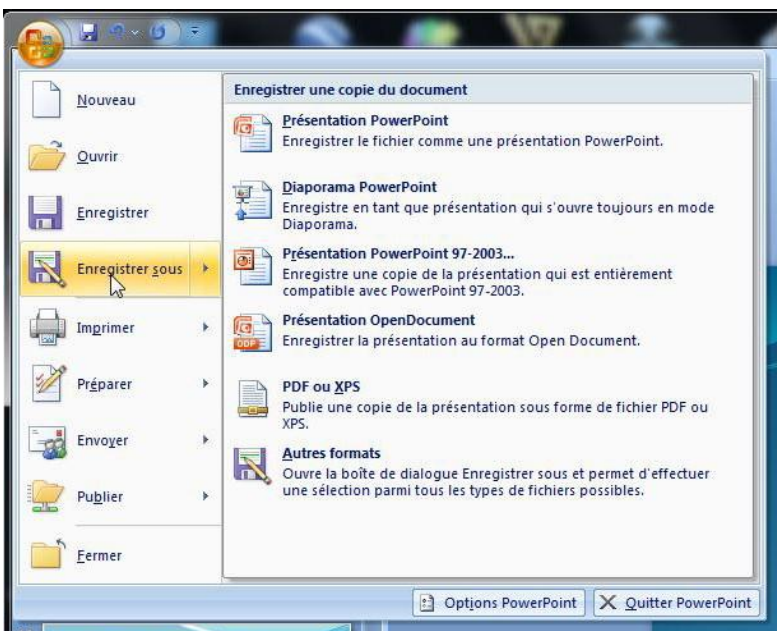 Nouveau
Ouvrir
Enregistrer
Enregistrer sous
Imprimer
Préparer
Envoyer
Publier
Fermer
Enregistrer une copie du document
Présentation PowerPoint
Enregistrer le fichier comme une présentation PowerPoint.
Diaporama PowerPoint
Enregistre en tant que présentation qui s'ouvre toujours en mode
Diaporama.
Présentation PowerPoint 97-2003...
Enregistre une copie de la présentation qui est entièrement
compatible avec PowerPoint 97-2003.
Présentation OpenDocument
Enregistrer la présentation au format Open Document.
ODP
PDF ou XPS
Publie une copie de la présentation sous forme de fichier PDF ou
XPS.
Autres formats
Ouvre la boîte de dialogue Enregistrer sous et permet d'effectuer
une sélection parmi tous les types de fichiers possibles.
Options PowerPoint
Quitter PowerPoint